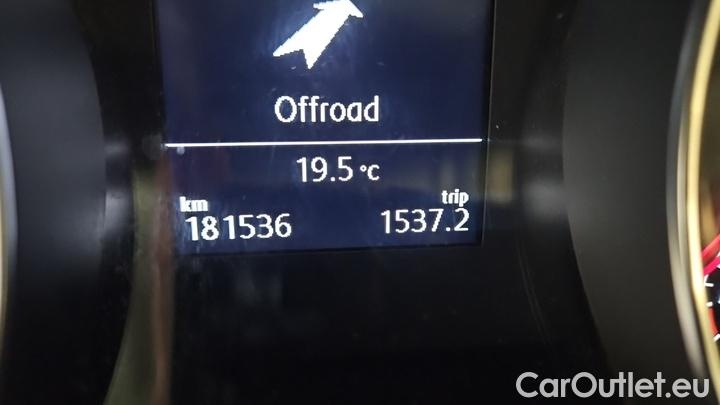 Offroad
19.5 °C
km trip
181536 1537.2
CarOutlet.eu